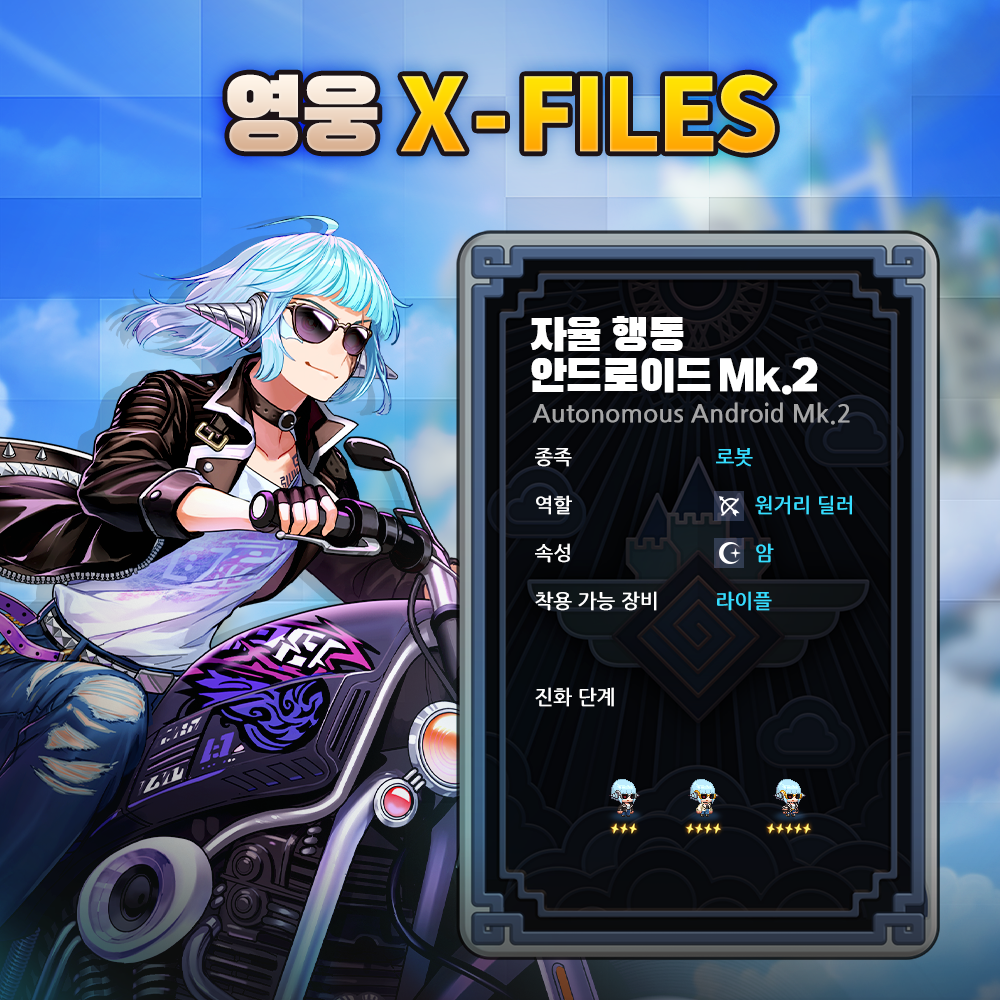 영웅 X-FILES
자율 행동
안드로이드 Mk.2
Autonomous Android Mk.2
종족 로봇
역할 원거리 딜러
속성 암
착용 가능 장비 라이플
진화 단계